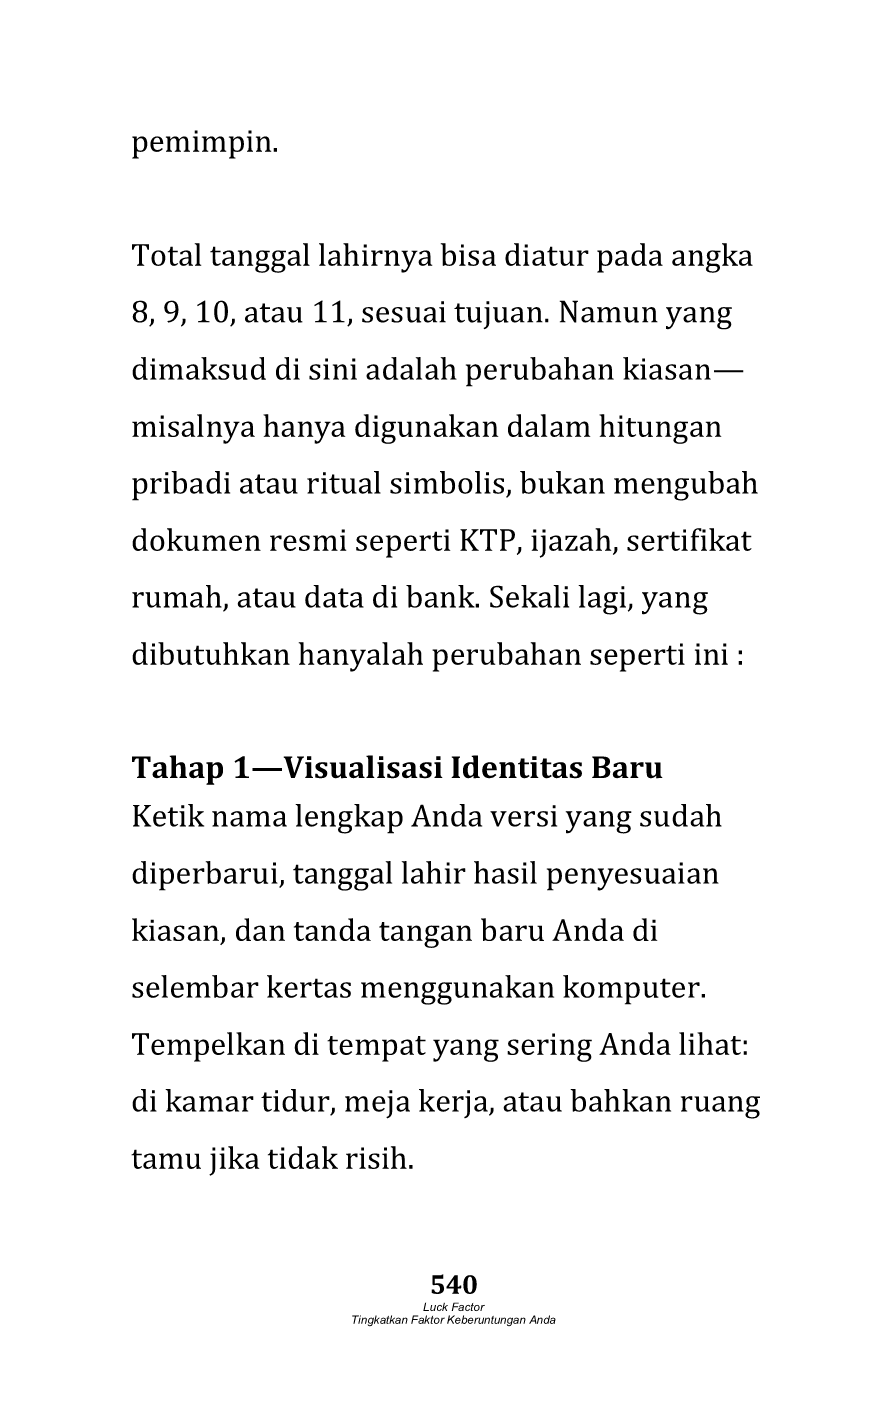 pemimpin.
Total tanggal lahirnya bisa diatur pada angka
8, 9, 10, atau 11, sesuai tujuan. Namun yang
dimaksud di sini adalah perubahan kiasan—
misalnya hanya digunakan dalam hitungan
pribadi atau ritual simbolis, bukan mengubah
dokumen resmi seperti KTP, ijazah, sertifikat
rumah, atau data di bank. Sekali lagi, yang
dibutuhkan hanyalah perubahan seperti ini :
Tahap 1—Visualisasi Identitas Baru
Ketik nama lengkap Anda versi yang sudah
diperbarui, tanggal lahir hasil penyesuaian
kiasan, dan tanda tangan baru Anda di
selembar kertas menggunakan komputer.
Tempelkan di tempat yang sering Anda lihat:
di kamar tidur, meja kerja, atau bahkan ruang
tamu jika tidak risih.
540
Luck Factor
Tingkatkan Faktor Keberuntungan Anda